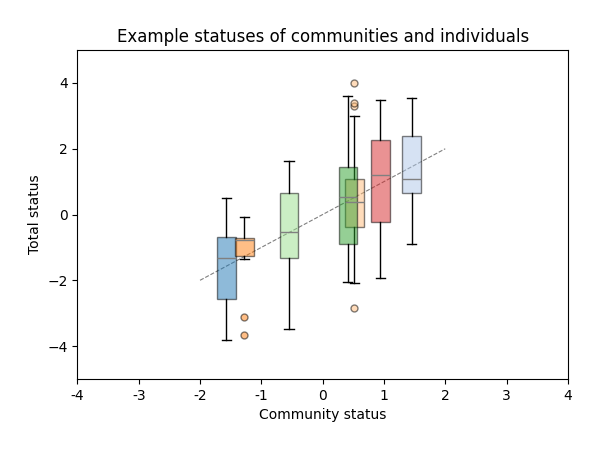 Example statuses of communities and individuals
Total status
4
2
0
−2
−4
-4 -3 -2 -1 0 1 2 3 4
Community status